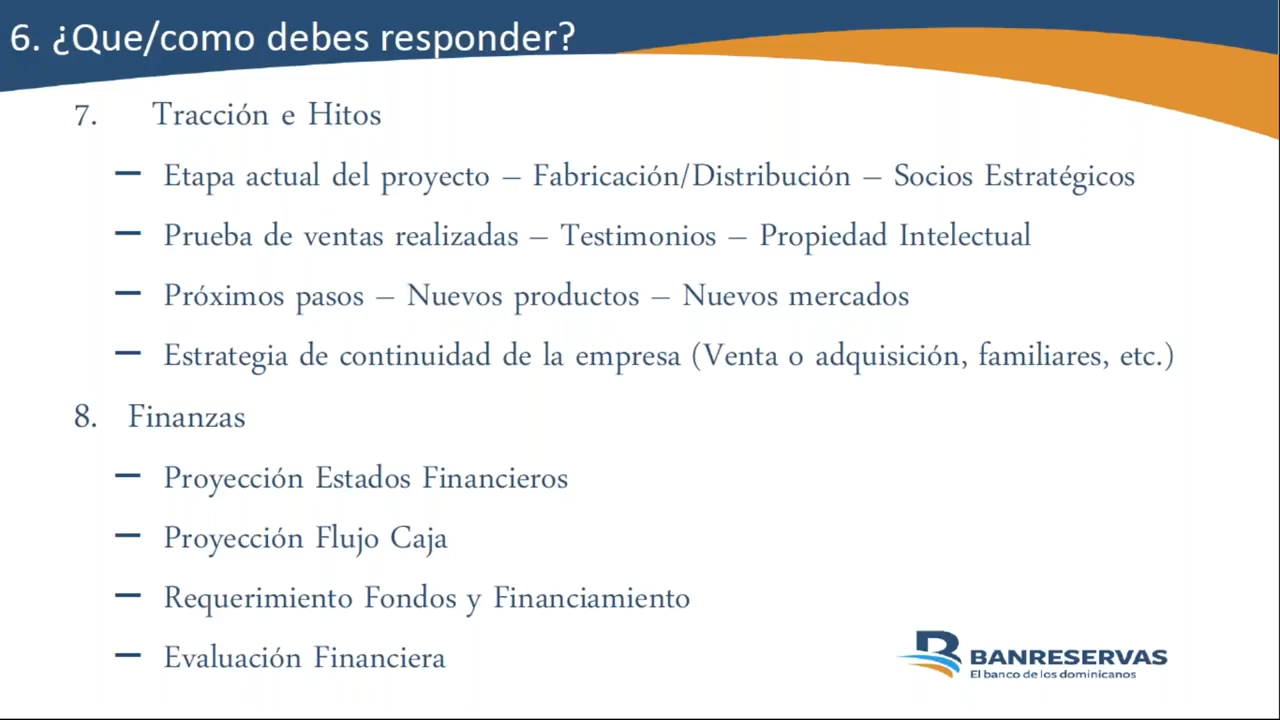 6. ¿Que/como debes responder?
7. Tracción e Hitos
– Etapa actual del proyecto – Fabricación/Distribución – Socios Estratégicos
– Prueba de ventas realizadas – Testimonios – Propiedad Intelectual
– Próximos pasos – Nuevos productos – Nuevos mercados
– Estrategia de continuidad de la empresa (Venta o adquisición, familiares, etc.)
8. Finanzas
– Proyección Estados Financieros
– Proyección Flujo Caja
– Requerimiento Fondos y Financiamiento
– Evaluación Financiera
BANRESERVAS
El banco de los dominicanos